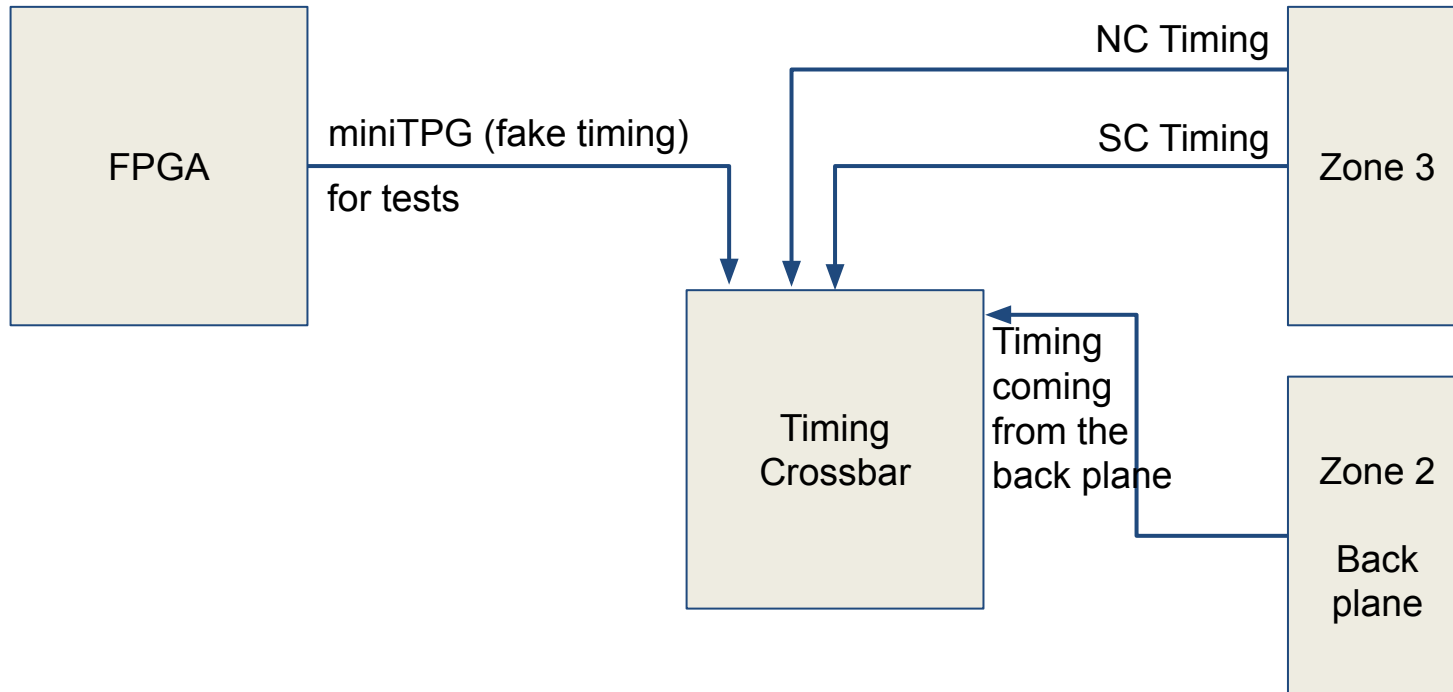 NC Timing
miniTPG (fake timing)
for tests
SC Timing
FPGA
Zone 3
Timing
coming
from the
back plane
Timing
Crossbar
Zone 2
Back
plane